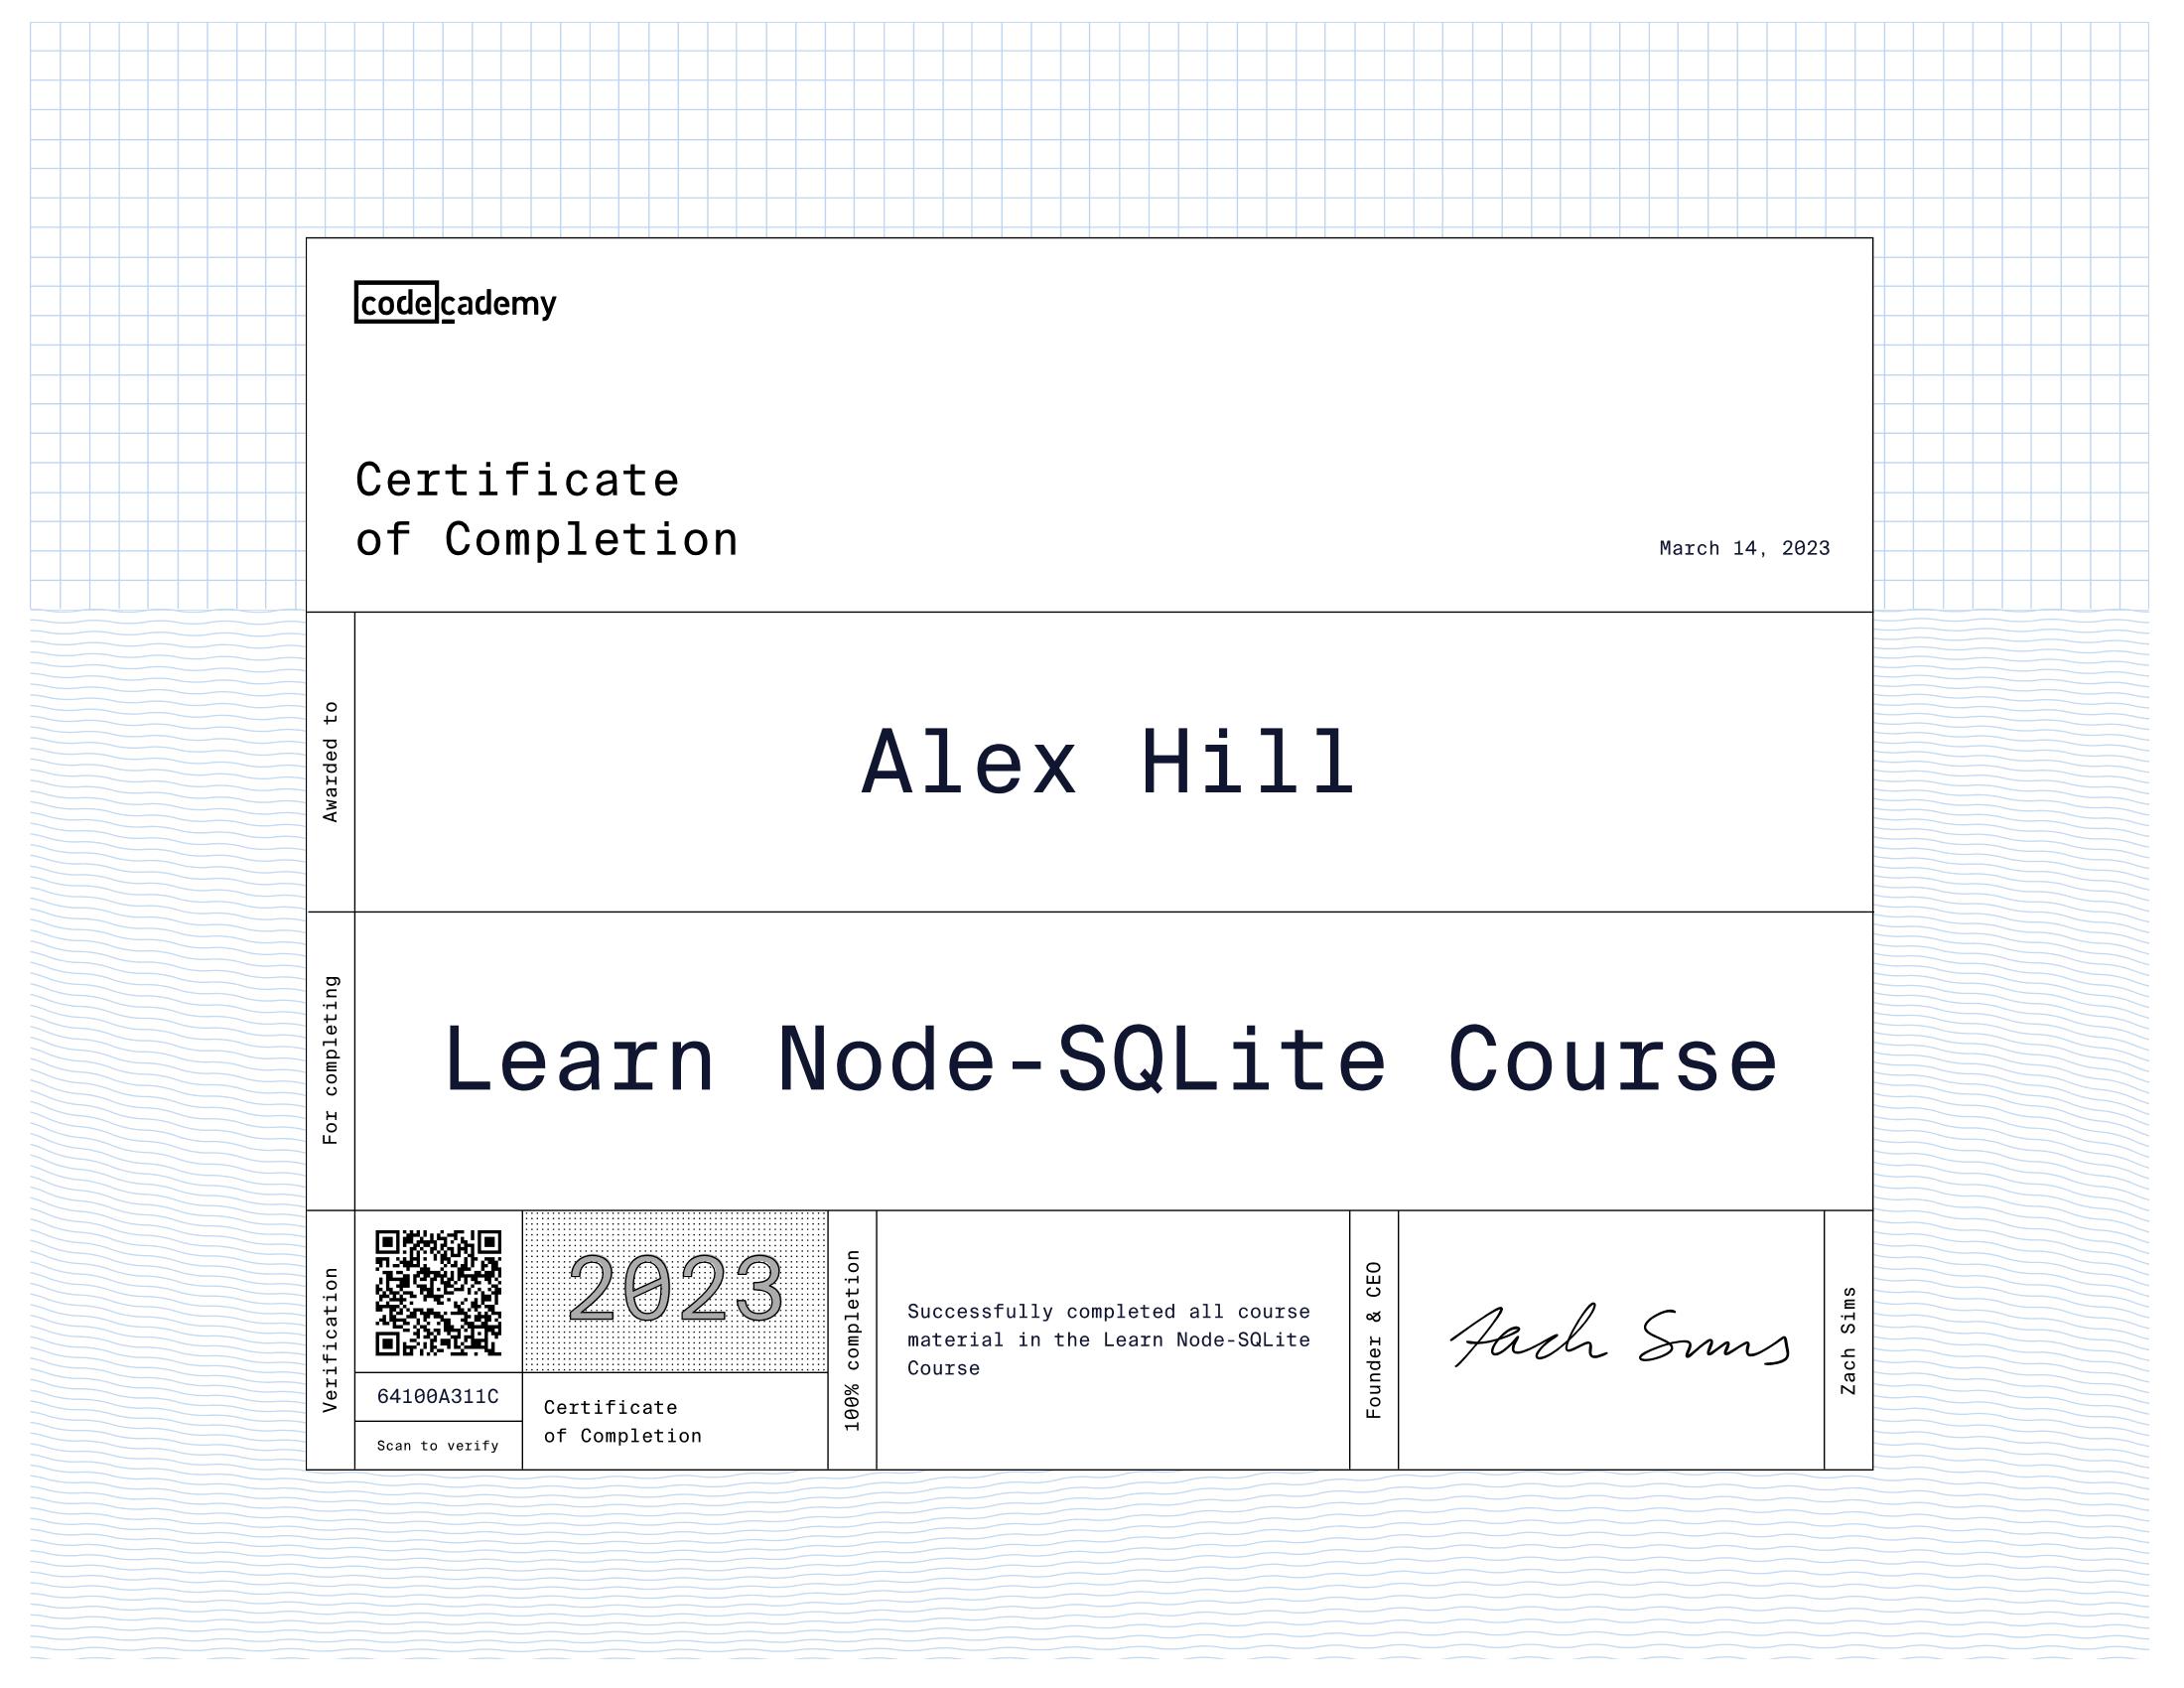 codecademy
Certificate
of Completion
March 14, 2023
Awarded to
Alex Hill
For completing
Learn Node-SQLite Course
Verification
64100A311C
Scan to verify
2023
Certificate
of Completion
100% completion
Successfully completed all course
material in the Learn Node-SQLite
Course
Founder & CEO
Zach Sims
Zach Sims